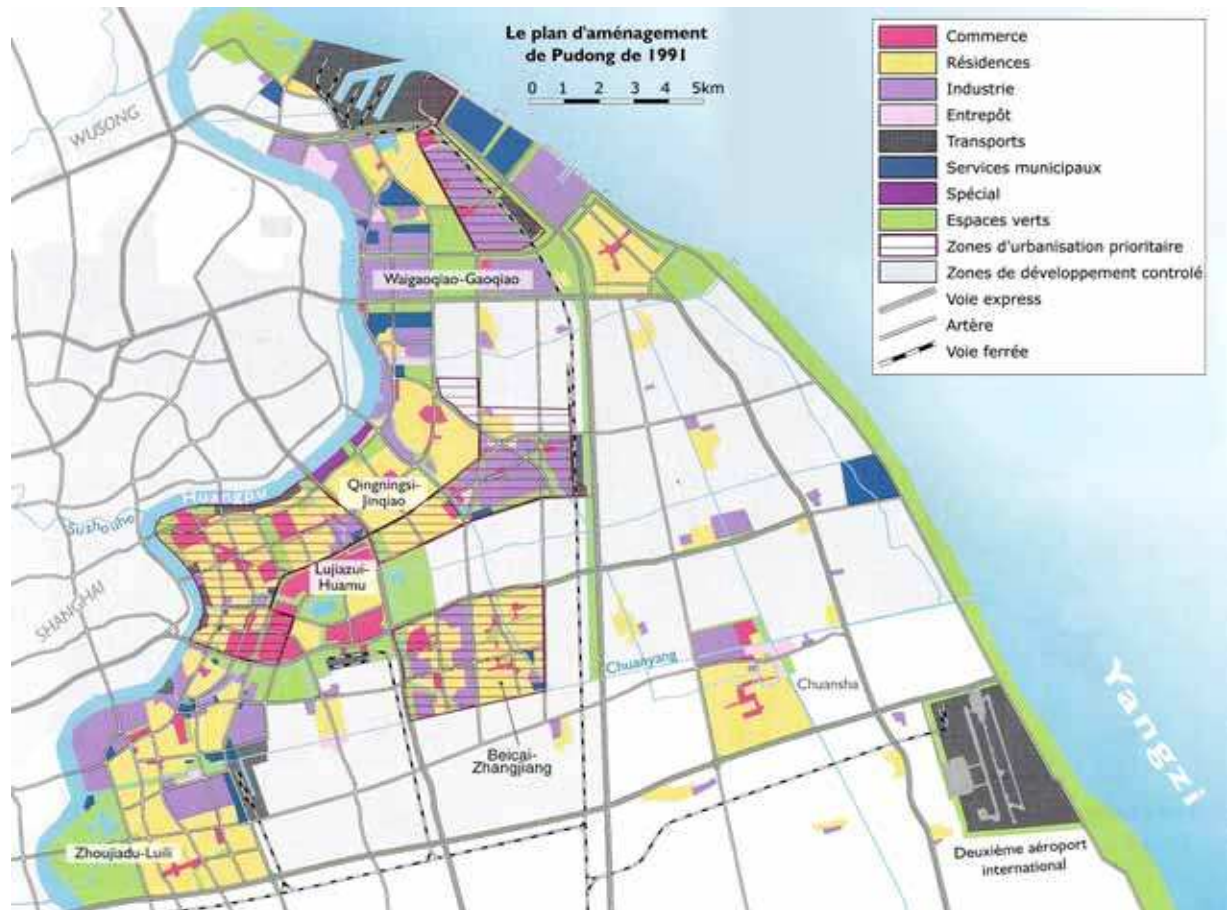 Le plan d'aménagement
de Pudong de 1991
0 1 2 3 4 5km
Commerce
Résidences
Industrie
Entrepôt
Transports
Services municipaux
Spécial
Espaces verts
Zones d'urbanisation prioritaire
Zones de développement controlé
Voie express
Artère
Voie ferrée
WUSONG
Waigaoqiao-Gaoqiao
Qingningsi-
Jinqiao
Huangpu
Suzhouhe
Lujiazui-
Huamu
SHANGHAI
Chuanyang
Chuansha
Beicai-
Zhangjiang
Yangzi
Zhoujiadu-Luili
Deuxième aéroport
international